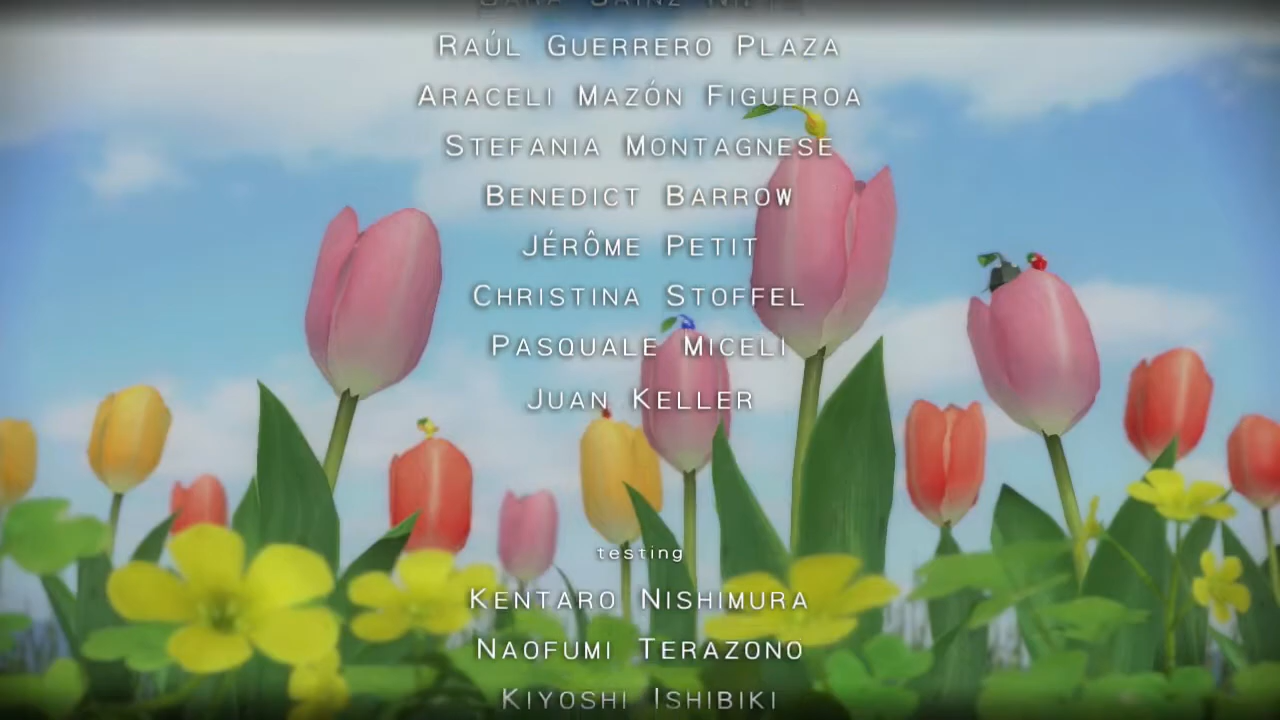 Raúl Guerrero Plaza
Araceli Mazón Figueroa
Stefania Montagnese
Benedict Barrow
Jérôme Petit
Christina Stoffel
Pasquale Miceli
Juan Keller
testing
Kentaro Nishimura
Naofumi Terazono
Kiyoshi Ishibiki